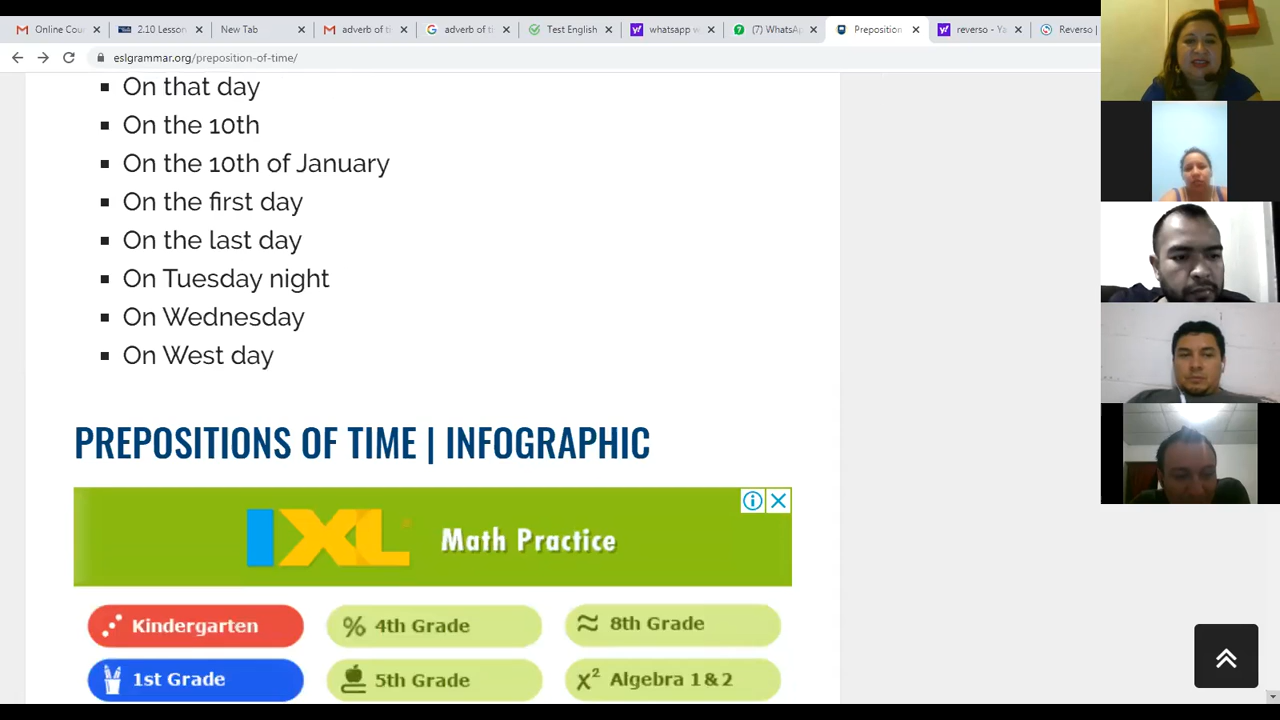 Online Cou
2.10 Lesson
New Tab
adverb of t
adverb of ti
Test English
whatsapp w
(7) WhatsA
Preposition
reverso - Ya
Reverso |
eslgrammar.org/preposition-of-time/
On that day
On the 10th
On the 10th of January
On the first day
On the last day
On Tuesday night
On Wednesday
On West day
PREPOSITIONS OF TIME | INFOGRAPHIC
IXL Math Practice
Kindergarten
% 4th Grade
≈ 8th Grade
1st Grade
5th Grade
x² Algebra 1 & 2